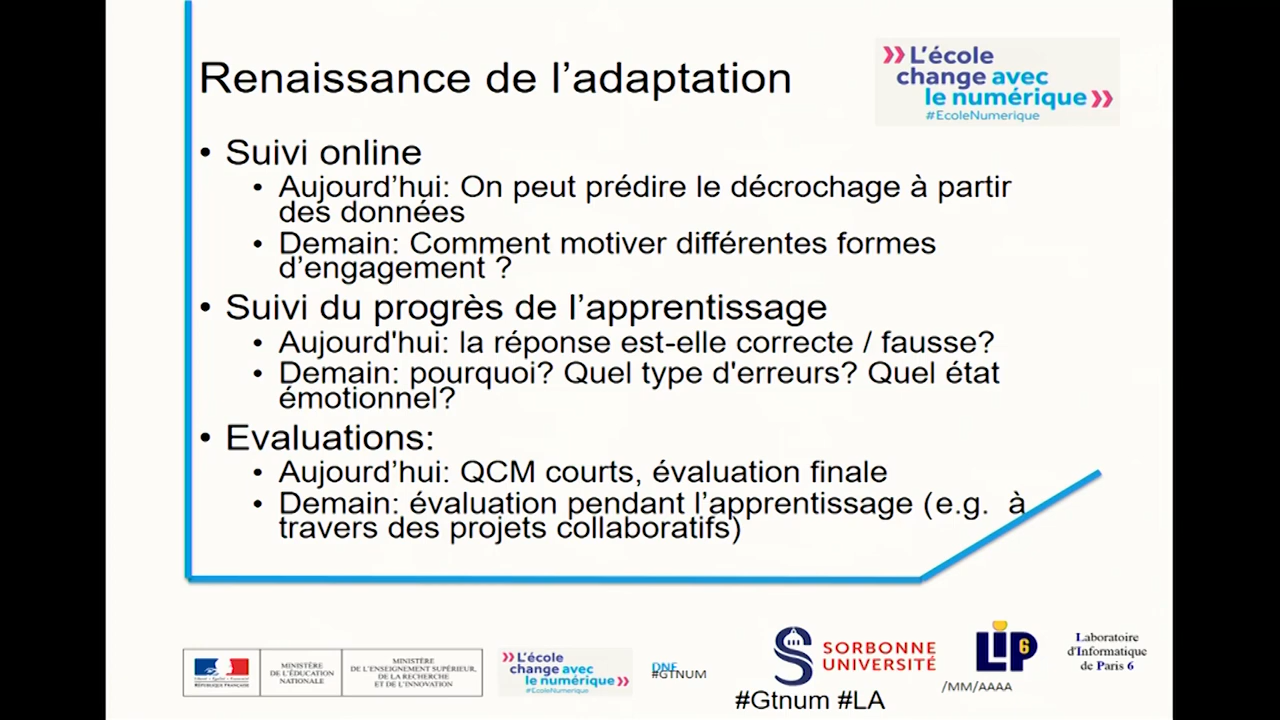 Renaissance de l’adaptation
L’école
change avec
le numérique
#EcoleNumerique
• Suivi online
• Aujourd’hui: On peut prédire le décrochage à partir
des données
• Demain: Comment motiver différentes formes
d’engagement ?
• Suivi du progrès de l’apprentissage
• Aujourd'hui: la réponse est-elle correcte / fausse?
• Demain: pourquoi? Quel type d'erreurs? Quel état
émotionnel?
• Evaluations:
• Aujourd’hui: QCM courts, évaluation finale
• Demain: évaluation pendant l’apprentissage (e.g. à
travers des projets collaboratifs)
RÉPUBLIQUE FRANÇAISE
MINISTÈRE
DE L'ÉDUCATION
NATIONALE
MINISTÈRE
DE L'ENSEIGNEMENT SUPÉRIEUR,
DE LA RECHERCHE
ET DE L'INNOVATION
L’école
change avec
le numérique
#EcoleNumerique
DNE
#GTNUM
SORBONNE
UNIVERSITÉ
LIP6
Laboratoire
d'Informatique
de Paris 6
/MM/AAAA
#Gtnum #LA